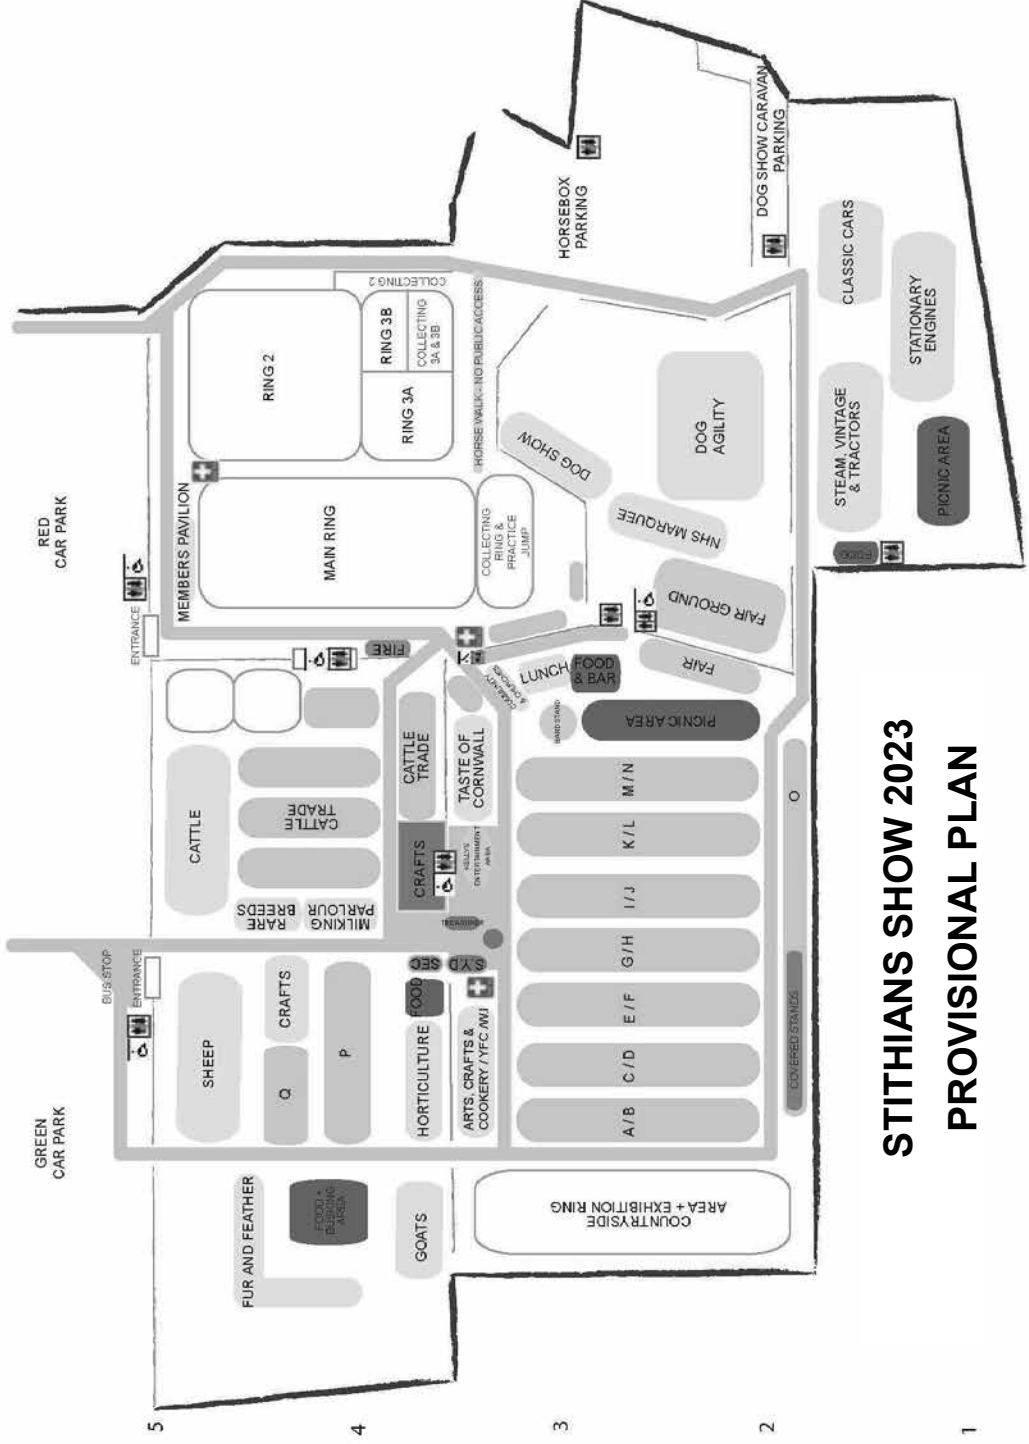 RED
CAR PARK
GREEN
CAR PARK
BUS STOP
ENTRANCE
ENTRANCE
MEMBERS PAVILION
RING 2
COLLECTING 2
RING 3B
RING 3A
COLLECTING
3A & 3B
HORSE WALK - NO PUBLIC ACCESS
MAIN RING
COLLECTING
RING &
PRACTICE
JUMP
HORSEBOX
PARKING
DOG SHOW CARAVAN
PARKING
DOG SHOW
DOG
AGILITY
NHS MARQUEE
FAIR GROUND
FAIR
CLASSIC CARS
STATIONARY
ENGINES
STEAM, VINTAGE
& TRACTORS
PICNIC AREA
FOOD
FIRE
CATTLE
CATTLE
TRADE
CATTLE
TRADE
RARE
BREEDS
MILKING
PARLOUR
CRAFTS
TASTE OF
CORNWALL
COMMUNITY
& CHURCHES
LUNCH
FOOD
& BAR
BAND STAND
PICNIC AREA
ENTERTAINMENT
AREA
SHEEP
CRAFTS
Q
P
SEC
S.Y.D
FOOD
HORTICULTURE
ARTS, CRAFTS &
COOKERY / YFC /WI
M / N
K / L
I / J
G / H
E / F
C / D
A / B
O
COVERED STANDS
FUR AND FEATHER
FOOD +
BUSKING
AREA
GOATS
COUNTRYSIDE
AREA + EXHIBITION RING
STITHIANS SHOW 2023
PROVISIONAL PLAN
5
4
3
2
1